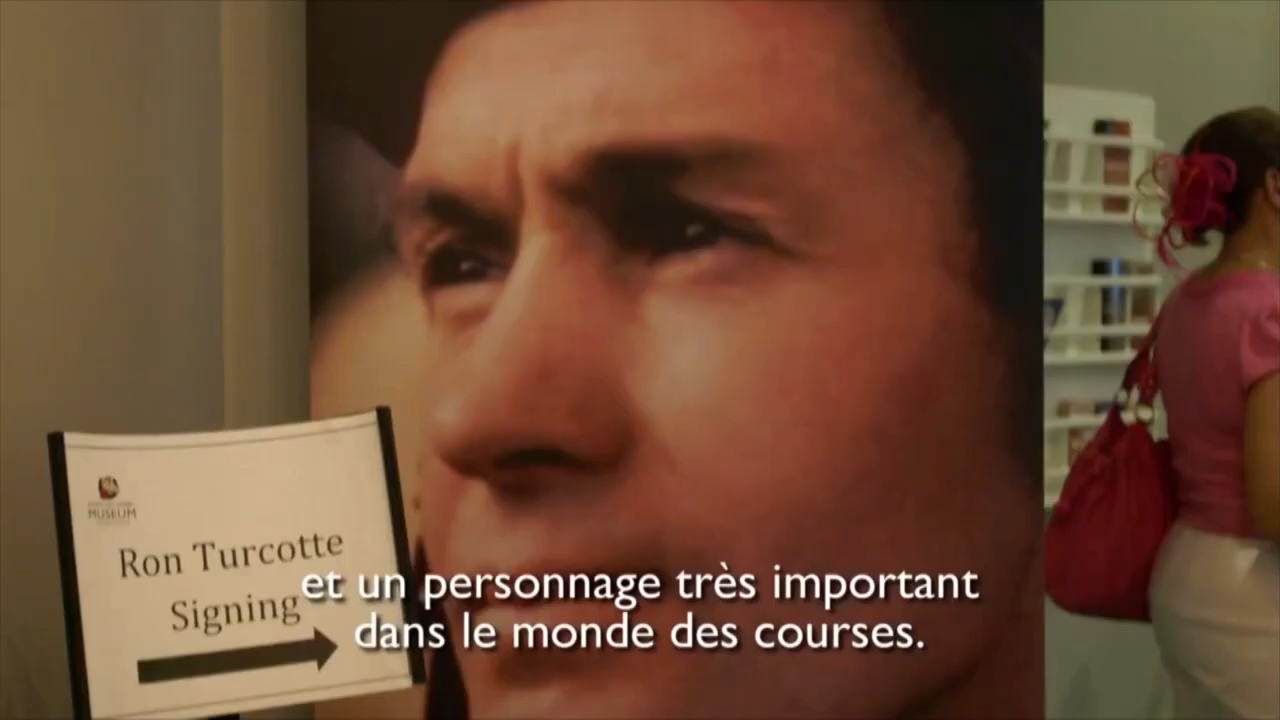 MUSEUM
Ron Turcotte
Signing
et un personnage très important
dans le monde des courses.